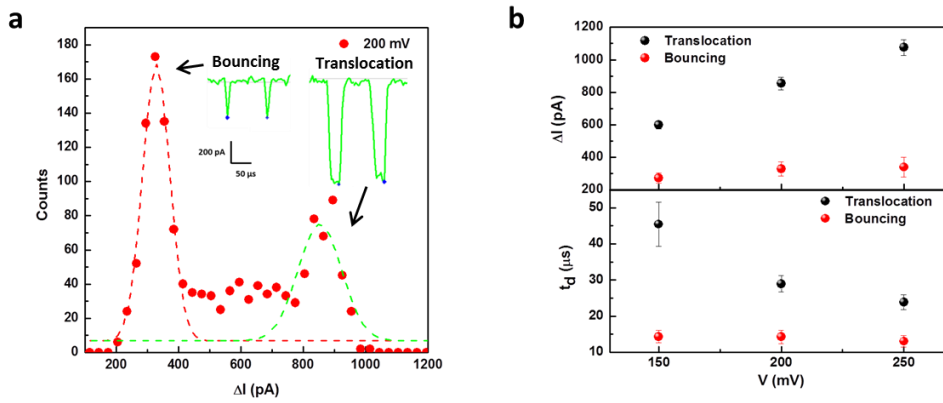 a
200 mV
Bouncing
Translocation
200 pA
50 µs
180
160
140
120
100
80
60
40
20
0
Counts
200
400
600
800
1000
1200
ΔI (pA)
b
Translocation
Bouncing
1200
1000
800
600
400
200
ΔI (pA)
Translocation
Bouncing
50
40
30
20
10
t_d (µs)
150
200
250
V (mV)